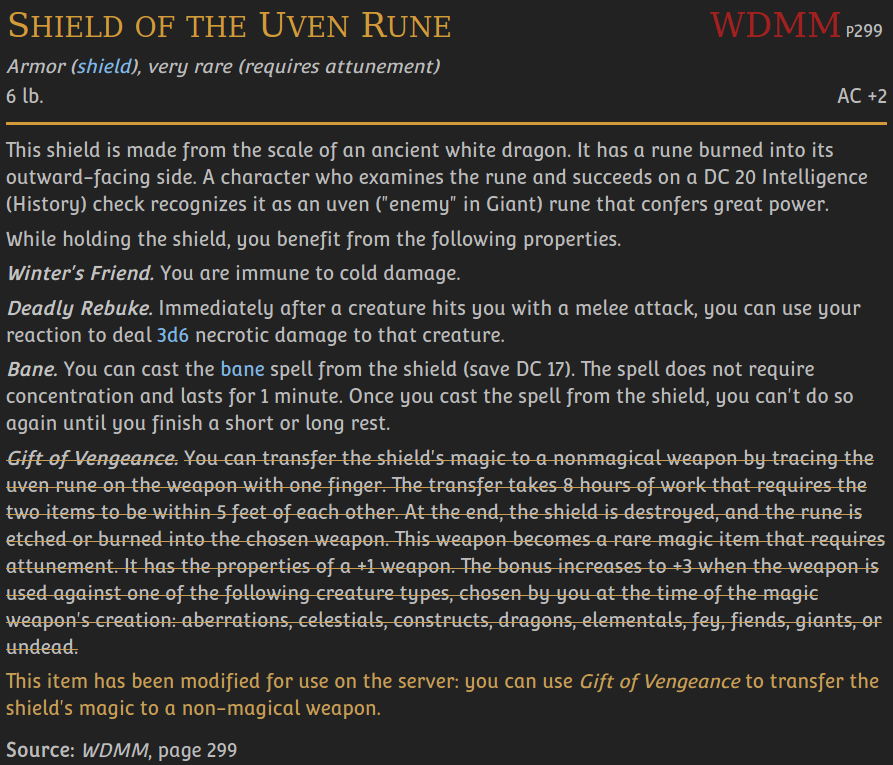 Shield of the Uven Rune WDMM P299
Armor (shield), very rare (requires attunement)
6 lb. AC +2
This shield is made from the scale of an ancient white dragon. It has a rune burned into its
outward-facing side. A character who examines the rune and succeeds on a DC 20 Intelligence
(History) check recognizes it as an uven ("enemy" in Giant) rune that confers great power.
While holding the shield, you benefit from the following properties.
Winter's Friend. You are immune to cold damage.
Deadly Rebuke. Immediately after a creature hits you with a melee attack, you can use your
reaction to deal 3d6 necrotic damage to that creature.
Bane. You can cast the bane spell from the shield (save DC 17). The spell does not require
concentration and lasts for 1 minute. Once you cast the spell from the shield, you can't do so
again until you finish a short or long rest.
Gift of Vengeance. You can transfer the shield's magic to a nonmagical weapon by tracing the
uven rune on the weapon with one finger. The transfer takes 8 hours of work that requires the
two items to be within 5 feet of each other. At the end, the shield is destroyed, and the rune is
etched or burned into the chosen weapon. This weapon becomes a rare magic item that requires
attunement. It has the properties of a +1 weapon. The bonus increases to +3 when the weapon is
used against one of the following creature types, chosen by you at the time of the magic
weapon's creation: aberrations, celestials, constructs, dragons, elementals, fey, fiends, giants, or
undead.
This item has been modified for use on the server: you can use Gift of Vengeance to transfer the
shield's magic to a non-magical weapon.
Source: WDMM, page 299